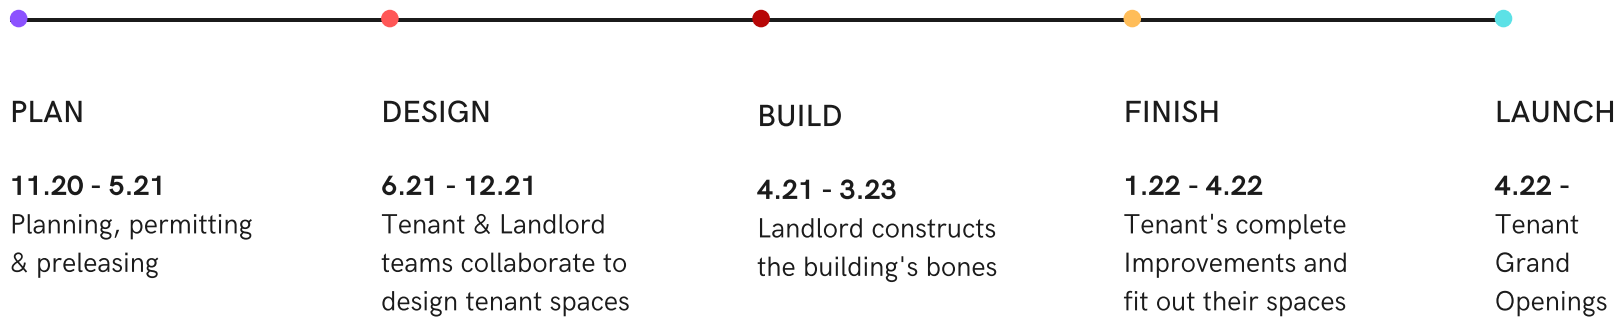 PLAN
11.20 - 5.21
Planning, permitting
& preleasing
DESIGN
6.21 - 12.21
Tenant & Landlord
teams collaborate to
design tenant spaces
BUILD
4.21 - 3.23
Landlord constructs
the building's bones
FINISH
1.22 - 4.22
Tenant's complete
Improvements and
fit out their spaces
LAUNCH
4.22 -
Tenant
Grand
Openings